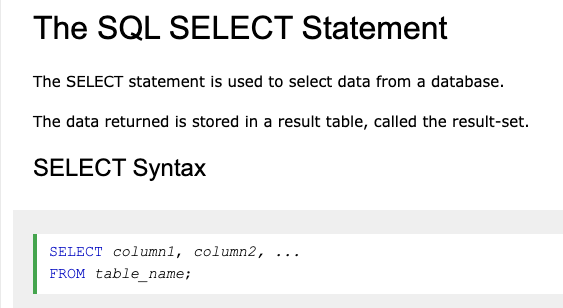 The SQL SELECT Statement
The SELECT statement is used to select data from a database.
The data returned is stored in a result table, called the result-set.
SELECT Syntax
SELECT column1, column2, ...
FROM table_name;